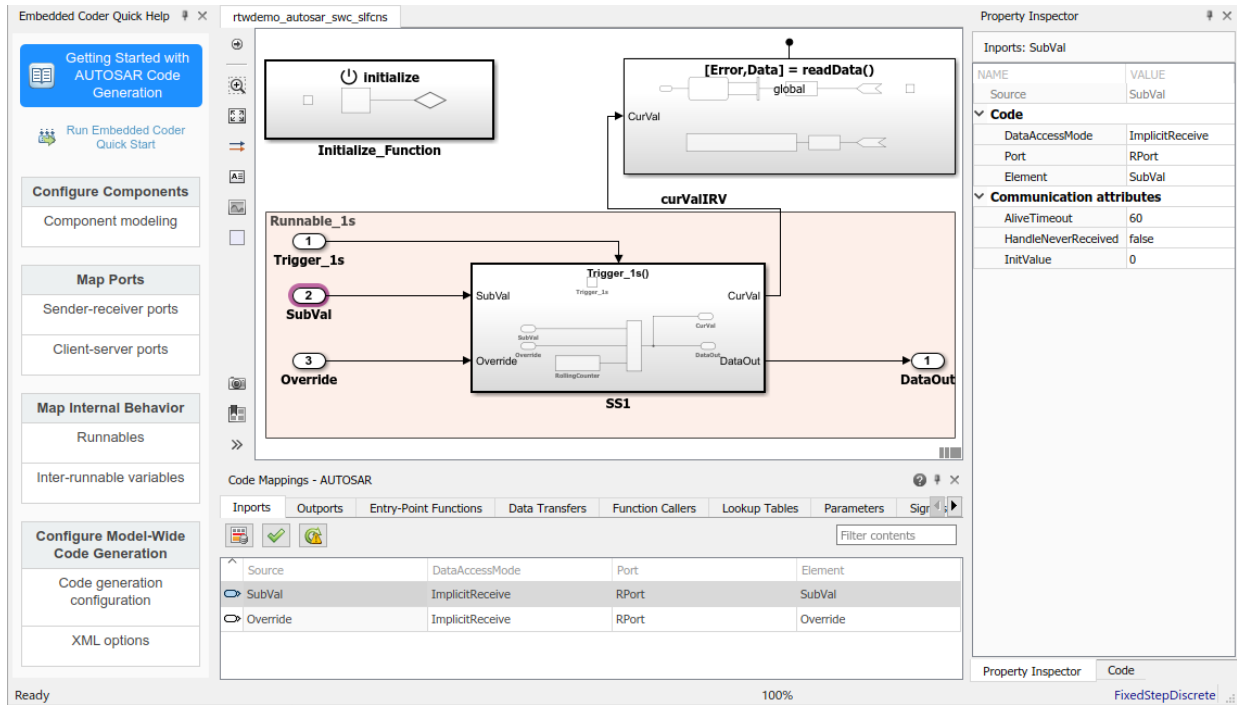 Embedded Coder Quick Help
Getting Started with
AUTOSAR Code
Generation
Run Embedded Coder
Quick Start
Configure Components
Component modeling
Map Ports
Sender-receiver ports
Client-server ports
Map Internal Behavior
Runnables
Inter-runnable variables
Configure Model-Wide
Code Generation
Code generation
configuration
XML options
Ready
rtwdemo_autosar_swc_slfcns
initialize
Initialize_Function
[Error,Data] = readData()
global
CurVal
curValIRV
Runnable_1s
1
Trigger_1s
2
SubVal
3
Override
Trigger_1s()
Trigger_1s
SubVal
CurVal
SubVal
CurVal
Override
Override
DataOut
DataOut
RollingCounter
SS1
1
DataOut
Code Mappings - AUTOSAR
Inports Outports Entry-Point Functions Data Transfers Function Callers Lookup Tables Parameters
Filter contents
Source DataAccessMode Port Element
SubVal ImplicitReceive RPort SubVal
Override ImplicitReceive RPort Override
100%
Property Inspector
Inports: SubVal
NAME VALUE
Source SubVal
Code
DataAccessMode ImplicitReceive
Port RPort
Element SubVal
Communication attributes
AliveTimeout 60
HandleNeverReceived false
InitValue 0
Property Inspector Code
FixedStepDiscrete